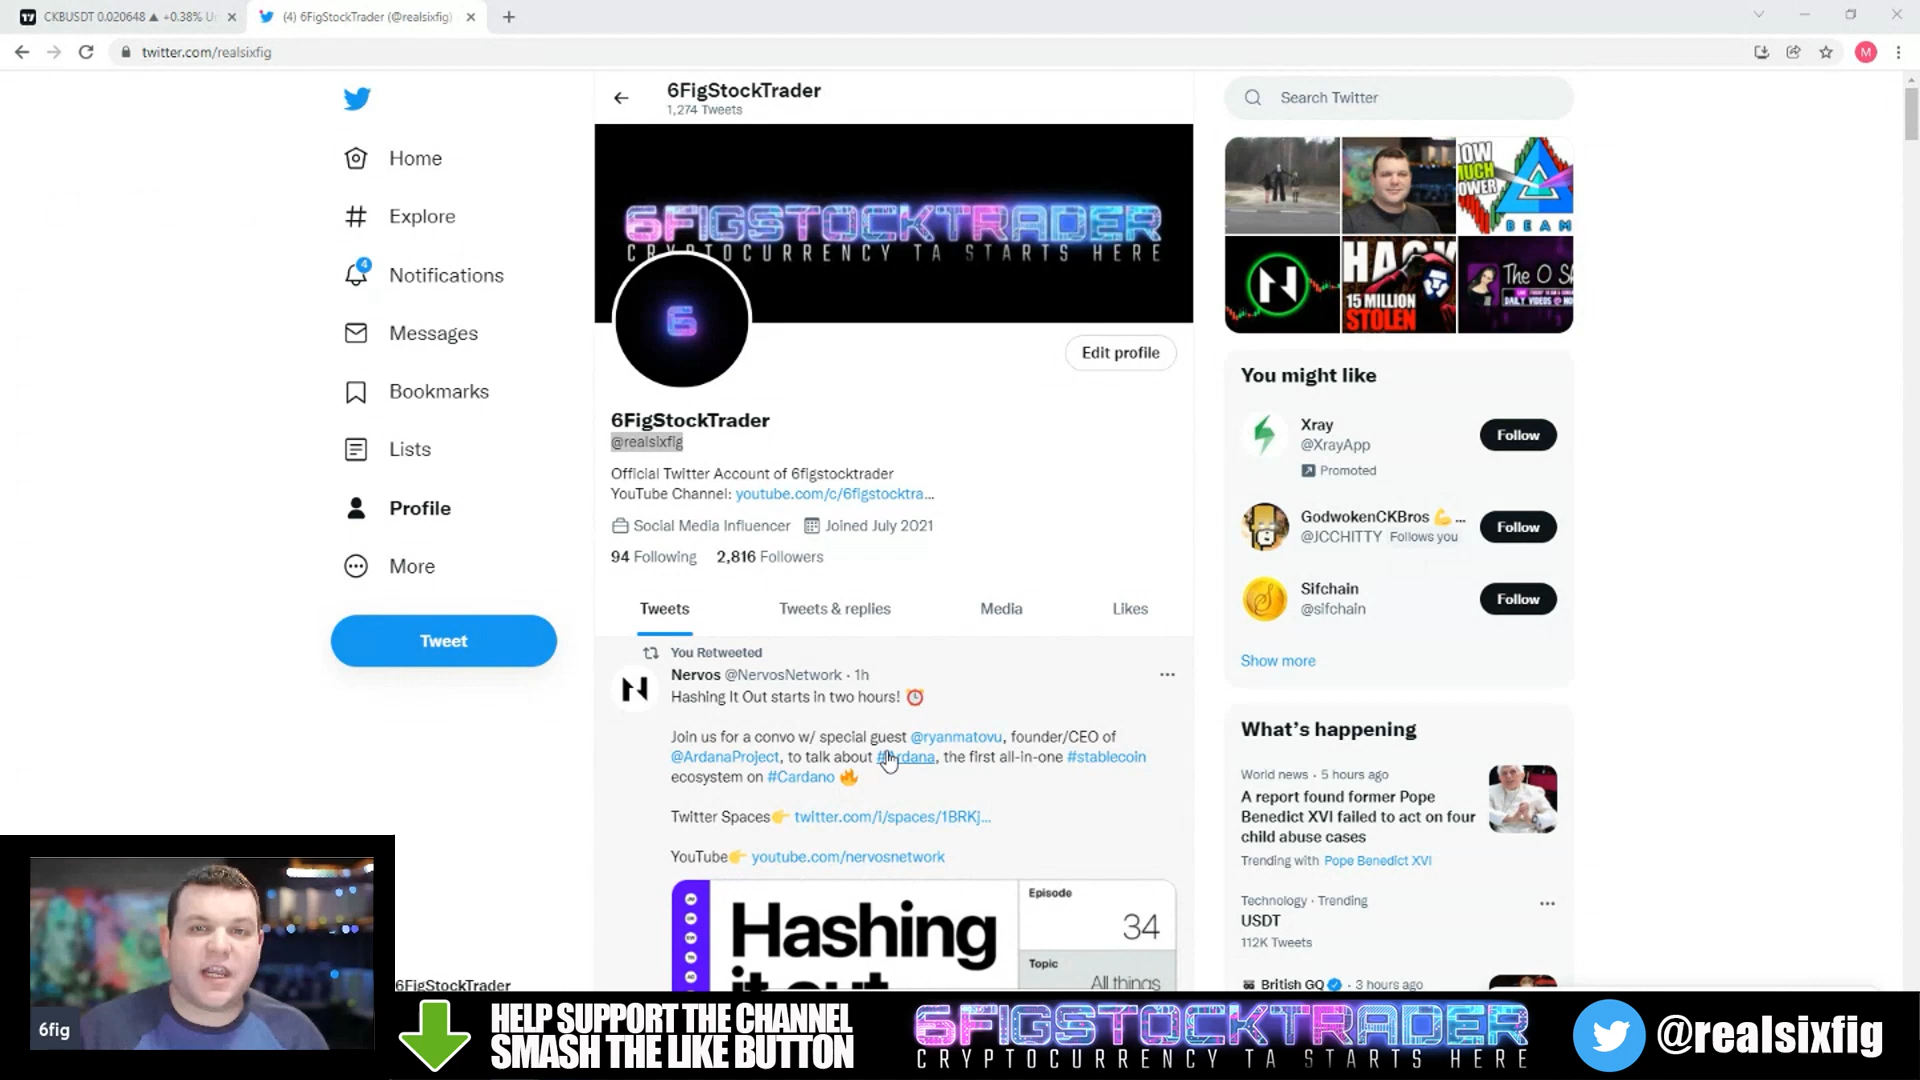 CKBUSDT 0.020648 ▲ +0.38% U
(4) 6FigStockTrader (@realsixfig)
twitter.com/realsixfig
M
Home
Explore
4
Notifications
Messages
Bookmarks
Lists
Profile
More
Tweet
6FigStockTrader
1,274 Tweets
6FIGSTOCKTRADER
CRYPTOCURRENCY TA STARTS HERE
6
Edit profile
6FigStockTrader
@realsixfig
Official Twitter Account of 6figstocktrader
YouTube Channel: youtube.com/c/6figstocktra...
Social Media Influencer Joined July 2021
94 Following 2,816 Followers
Tweets Tweets & replies Media Likes
You Retweeted
Nervos @NervosNetwork · 1h
Hashing It Out starts in two hours! ⏰
Join us for a convo w/ special guest @ryanmatovu, founder/CEO of
@ArdanaProject, to talk about #Ardana, the first all-in-one #stablecoin
ecosystem on #Cardano 🔥
Twitter Spaces👉 twitter.com/i/spaces/1BRKj...
YouTube👉 youtube.com/nervosnetwork
Hashing
it out
Episode
34
Topic
All things
Search Twitter
BEAM
HACK
15 MILLION
STOLEN
The O
You might like
Xray
@XrayApp
Promoted
Follow
GodwokenCKBros 💪 ...
@JCCHITTY Follows you
Follow
Sifchain
@sifchain
Follow
Show more
What's happening
World news · 5 hours ago
A report found former Pope
Benedict XVI failed to act on four
child abuse cases
Trending with Pope Benedict XVI
Technology · Trending
USDT
112K Tweets
British GQ · 3 hours ago
6fig
6FigStockTrader
HELP SUPPORT THE CHANNEL
SMASH THE LIKE BUTTON
6FIGSTOCKTRADER
CRYPTOCURRENCY TA STARTS HERE
@realsixfig